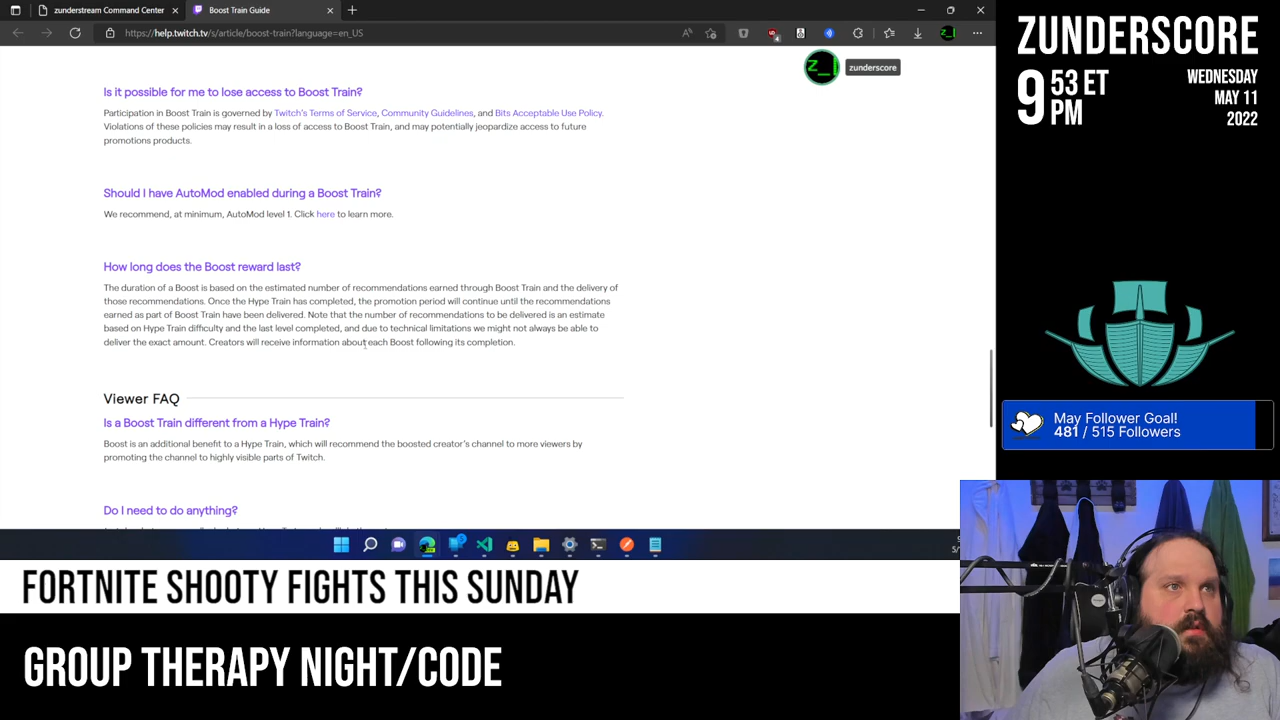 zunderstream Command Center
Boost Train Guide
https://help.twitch.tv/s/article/boost-train?language=en_US
zunderscore
Is it possible for me to lose access to Boost Train?
Participation in Boost Train is governed by Twitch's Terms of Service, Community Guidelines, and Bits Acceptable Use Policy.
Violations of these policies may result in a loss of access to Boost Train, and may potentially jeopardize access to future
promotions products.
Should I have AutoMod enabled during a Boost Train?
We recommend, at minimum, AutoMod level 1. Click here to learn more.
How long does the Boost reward last?
The duration of a Boost is based on the estimated number of recommendations earned through Boost Train and the delivery of
those recommendations. Once the Hype Train has completed, the promotion period will continue until the recommendations
earned as part of Boost Train have been delivered. Note that the number of recommendations to be delivered is an estimate
based on Hype Train difficulty and the last level completed, and due to technical limitations we might not always be able to
deliver the exact amount. Creators will receive information about each Boost following its completion.
Viewer FAQ
Is a Boost Train different from a Hype Train?
Boost is an additional benefit to a Hype Train, which will recommend the boosted creator's channel to more viewers by
promoting the channel to highly visible parts of Twitch.
Do I need to do anything?
ZUNDERSCORE
9 53 ET
PM
WEDNESDAY
MAY 11
2022
May Follower Goal!
481 / 515 Followers
FORTNITE SHOOTY FIGHTS THIS SUNDAY
GROUP THERAPY NIGHT/CODE